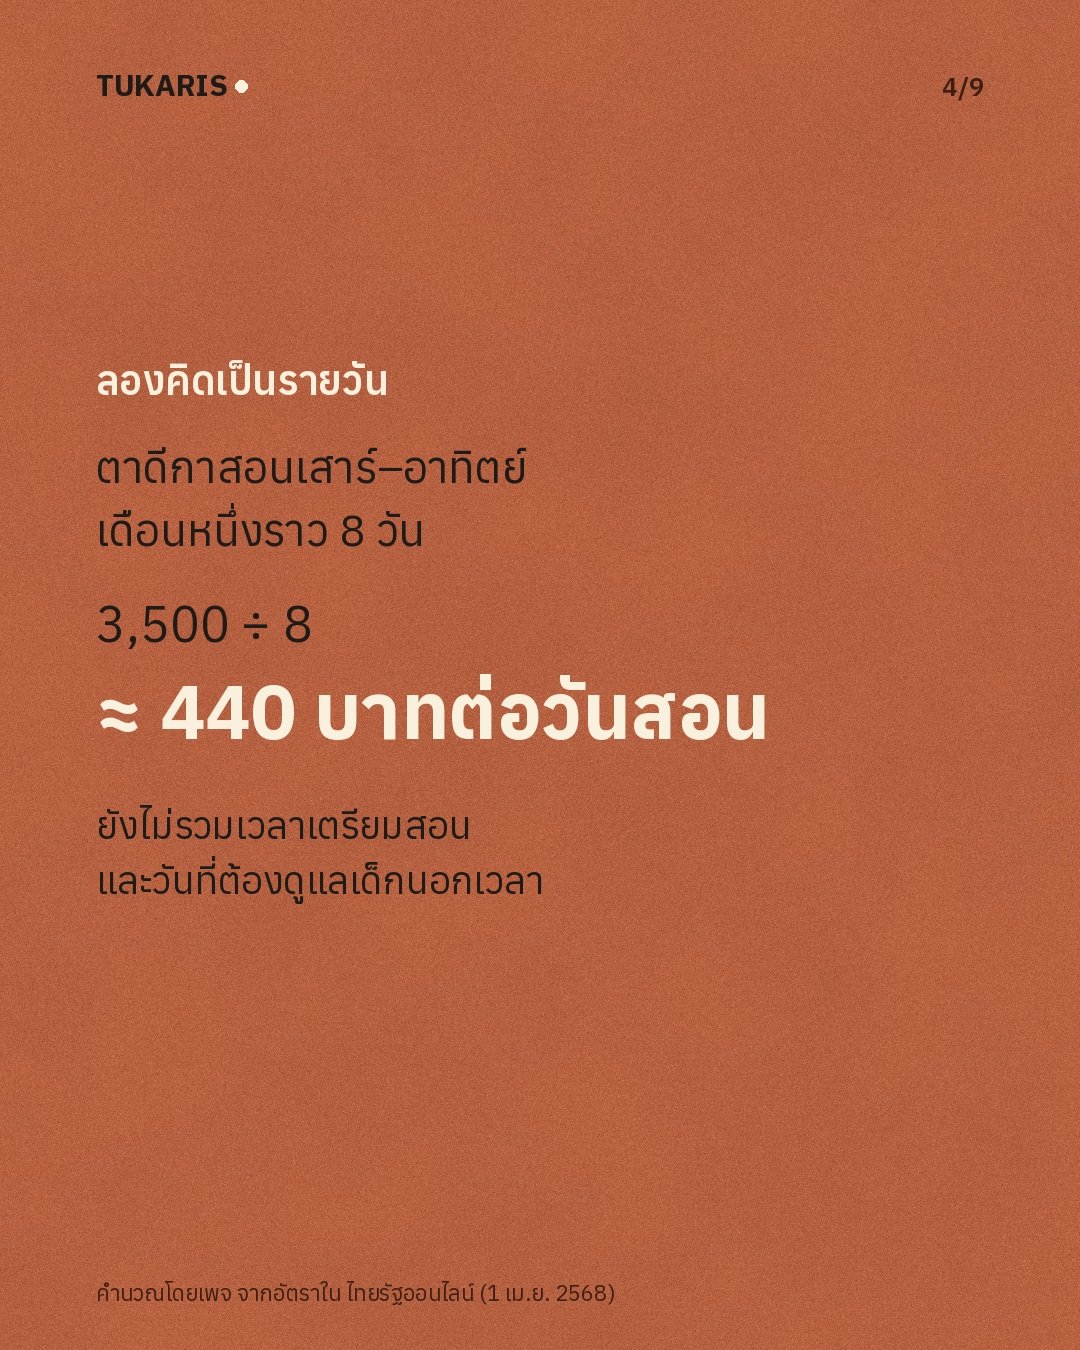 TUKARIS
4/9
ลองคิดเป็นรายวัน
ตาดีกาสอนเสาร์–อาทิตย์
เดือนหนึ่งราว 8 วัน
3,500 ÷ 8
≈ 440 บาทต่อวันสอน
ยังไม่รวมเวลาเตรียมสอน
และวันที่ต้องดูแลเด็กนอกเวลา
คำนวณโดยเพจ จากอัตราใน ไทยรัฐออนไลน์ (1 เม.ย. 2568)